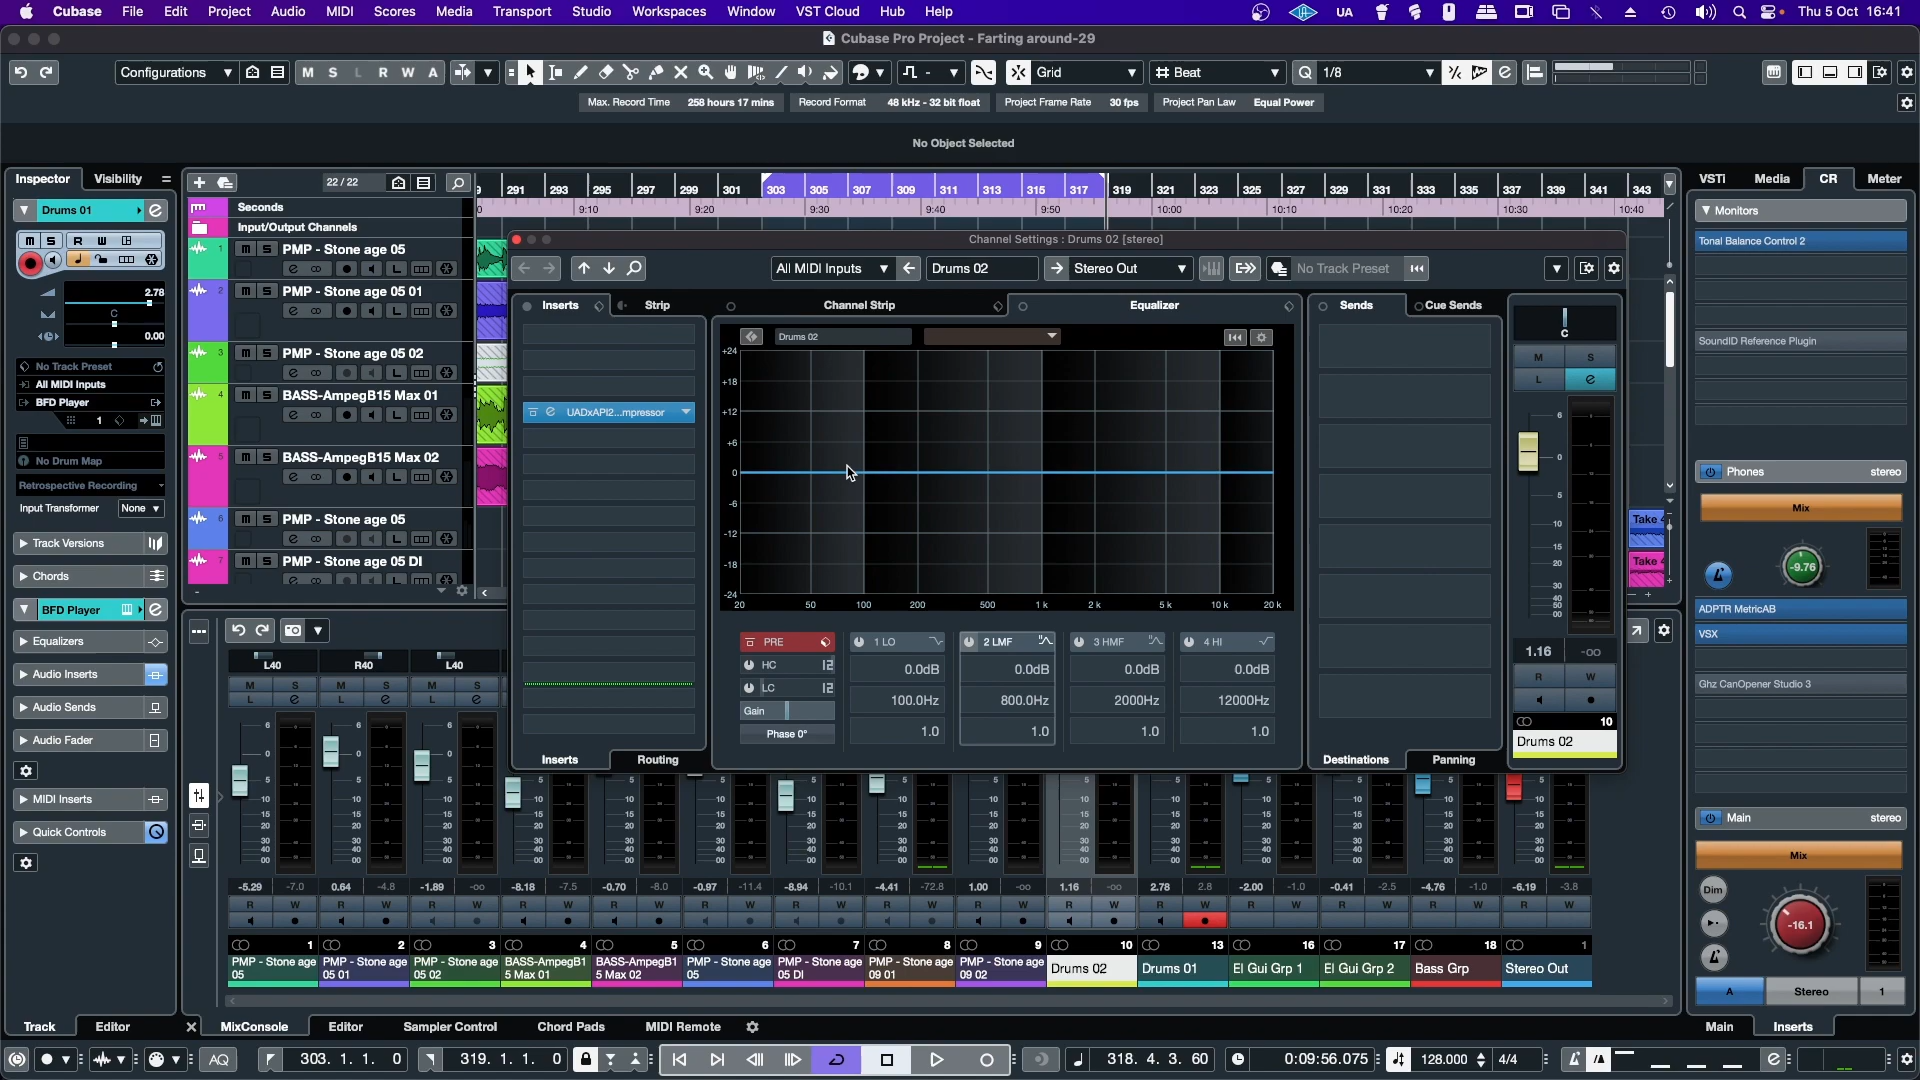 Cubase File Edit Project Audio MIDI Scores Media Transport Studio Workspaces Window VST Cloud Hub Help UA Thu 5 Oct 16:41
Cubase Pro Project - Farting around-29
Configurations M S L R W A Grid Beat Q 1/8
Max. Record Time 258 hours 17 mins Record Format 48 kHz - 32 bit float Project Frame Rate 30 fps Project Pan Law Equal Power
No Object Selected
Inspector Visibility 22 / 22
291 293 295 297 299 301 303 305 307 309 311 313 315 317 319 321 323 325 327 329 331 333 335 337 339 341 343
VSTi Media CR Meter
Seconds
9:10 9:20 9:30 9:40 9:50 10:00 10:10 10:20 10:30 10:40
Input/Output Channels
Drums 01
2.78
C
0.00
No Track Preset
All MIDI Inputs
BFD Player
1
No Drum Map
Retrospective Recording
Input Transformer None
Track Versions
Chords
BFD Player
Equalizers
Audio Inserts
Audio Sends
Audio Fader
MIDI Inserts
Quick Controls
1 PMP - Stone age 05
2 PMP - Stone age 05 01
3 PMP - Stone age 05 02
4 BASS-AmpegB15 Max 01
5 BASS-AmpegB15 Max 02
6 PMP - Stone age 05
7 PMP - Stone age 05 DI
Channel Settings : Drums 02 [stereo]
All MIDI Inputs Drums 02 Stereo Out No Track Preset
Inserts Strip Channel Strip Equalizer Sends Cue Sends
Drums 02
UADxAPI2...mpressor
+24
+18
+12
+6
0
-6
-12
-18
-24
20 50 100 200 500 1 k 2 k 5 k 10 k 20 k
PRE 1 LO 2 LMF 3 HMF 4 HI
HC 0.0dB 0.0dB 0.0dB 0.0dB
LC
Gain 100.0Hz 800.0Hz 2000Hz 12000Hz
Phase 0° 1.0 1.0 1.0 1.0
Inserts Routing Destinations Panning
C
M S
L e
6
0
5
10
15
20
30
40
50
00
1.16 -oo
R W
10
Drums 02
Take 4
Take 4
Monitors
Tonal Balance Control 2
SoundID Reference Plugin
Phones stereo
Mix
-9.76
ADPTR MetricAB
VSX
Ghz CanOpener Studio 3
Main stereo
Mix
Dim
-16.1
A Stereo 1
Main Inserts
L40 R40 L40
-5.29 -7.0 0.64 -4.8 -1.89 -oo -8.18 -7.5 -0.70 -8.0 -0.97 -11.4 -8.94 -10.1 -4.41 -72.8 1.00 -oo 1.16 -oo 2.78 2.8 -2.00 -1.0 -0.41 -2.5 -4.76 -1.0 -6.19 -3.8
R W R W R W R W R W R W R W R W R W R W R W R W R W R W R W
1 2 3 4 5 6 7 8 9 10 13 16 17 18 1
PMP - Stone age 05
PMP - Stone age 05 01
PMP - Stone age 05 02
BASS-AmpegB15 Max 01
BASS-AmpegB15 Max 02
PMP - Stone age 05
PMP - Stone age 05 DI
PMP - Stone age 09 01
PMP - Stone age 09 02
Drums 02
Drums 01
El Gui Grp 1
El Gui Grp 2
Bass Grp
Stereo Out
Track Editor MixConsole Editor Sampler Control Chord Pads MIDI Remote
AQ 303. 1. 1. 0 319. 1. 1. 0 318. 4. 3. 60 0:09:56.075 128.000 4/4